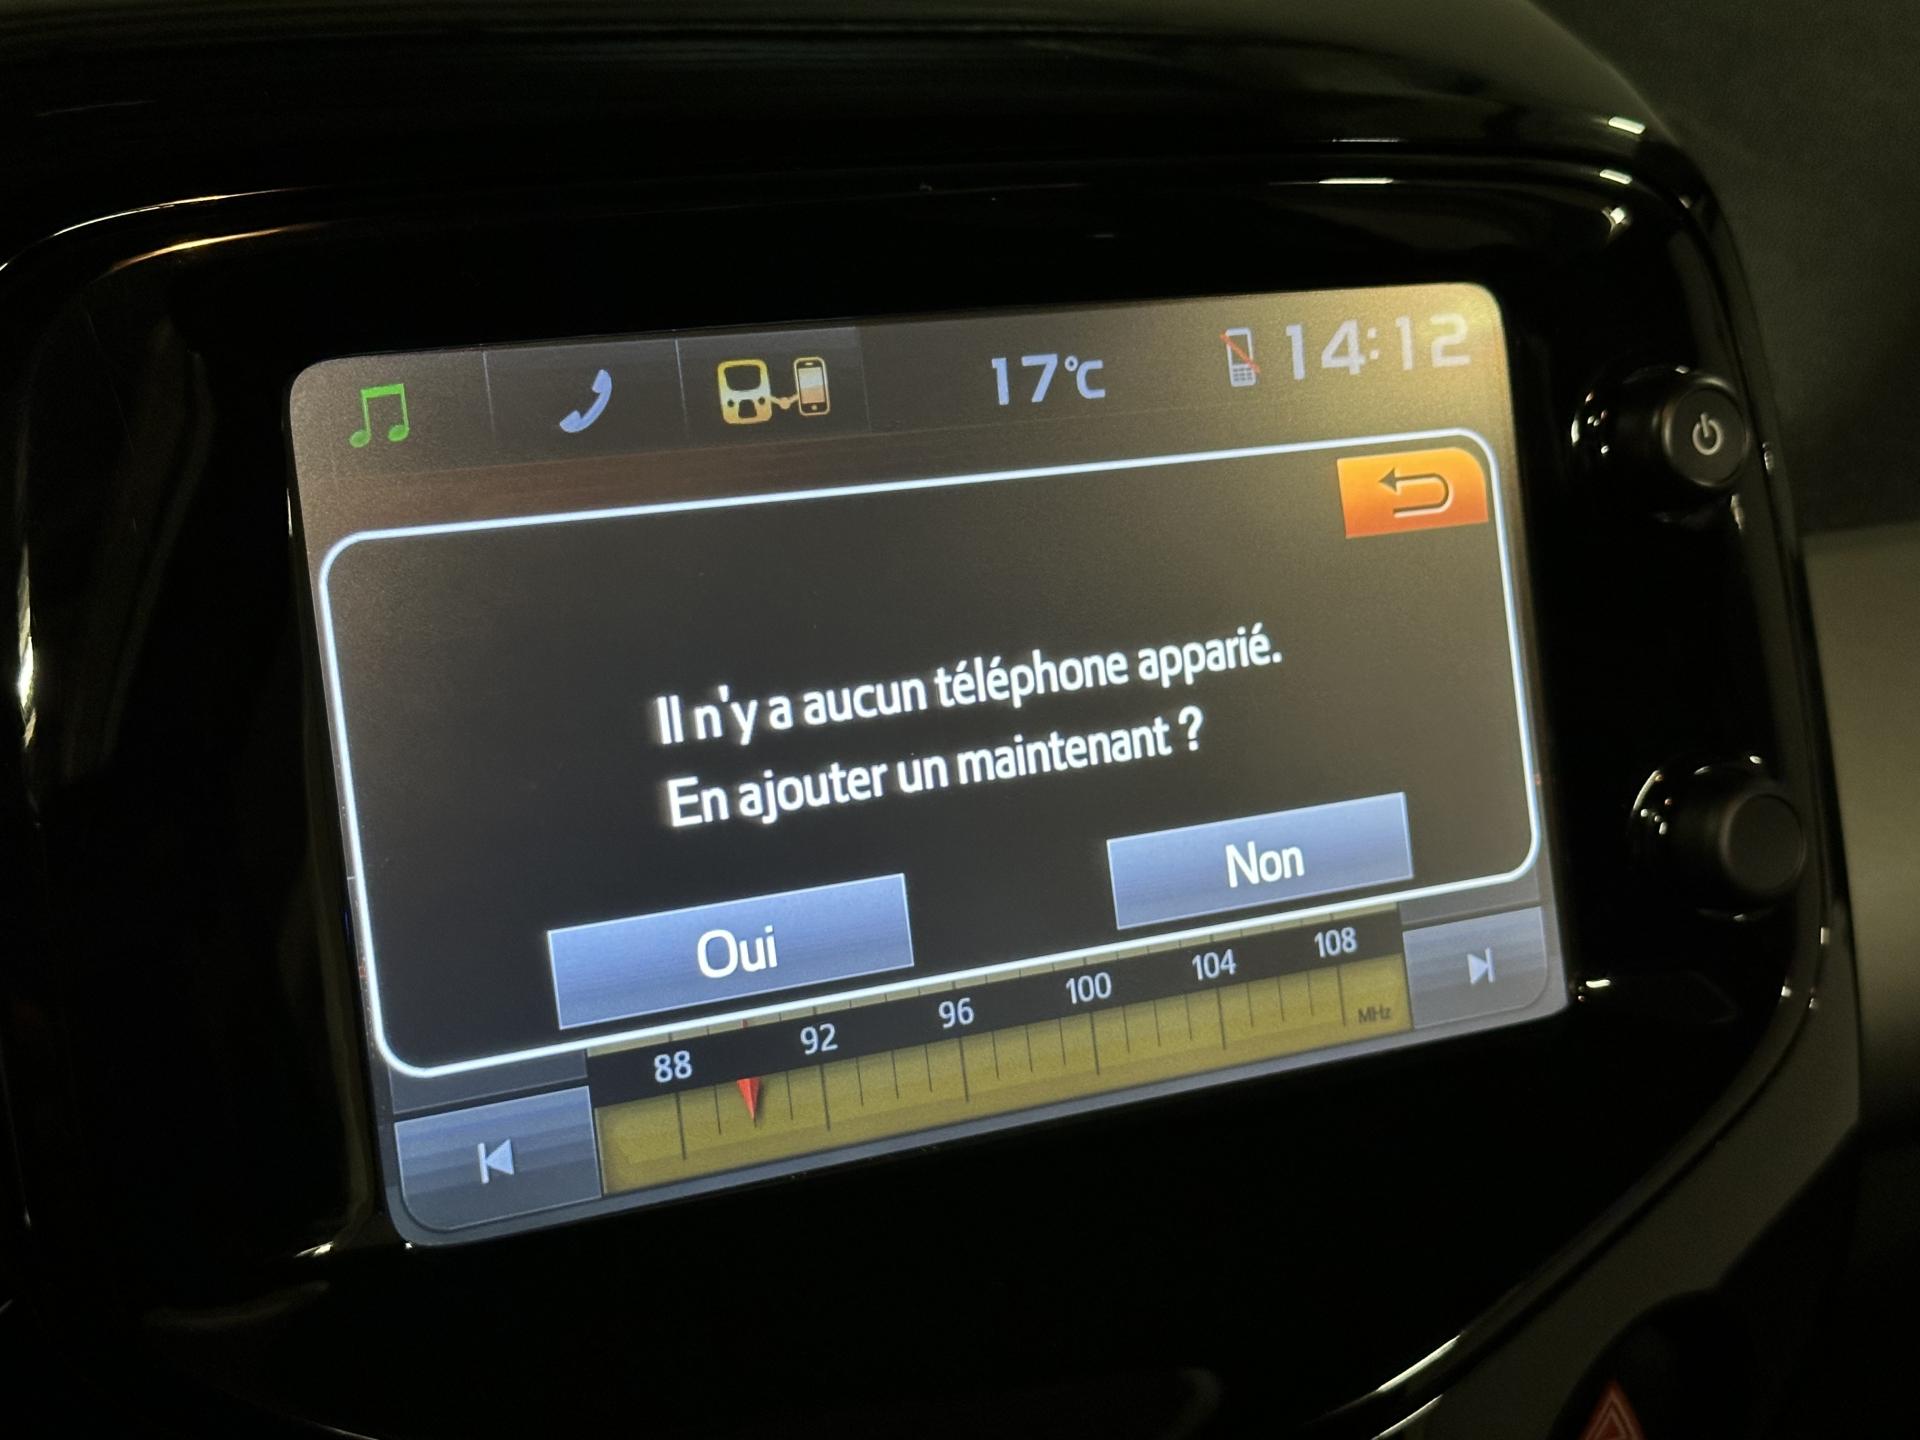 17°C
14:12
Il n'y a aucun téléphone apparié.
En ajouter un maintenant ?
Oui
Non
88 92 96 100 104 108
MHz